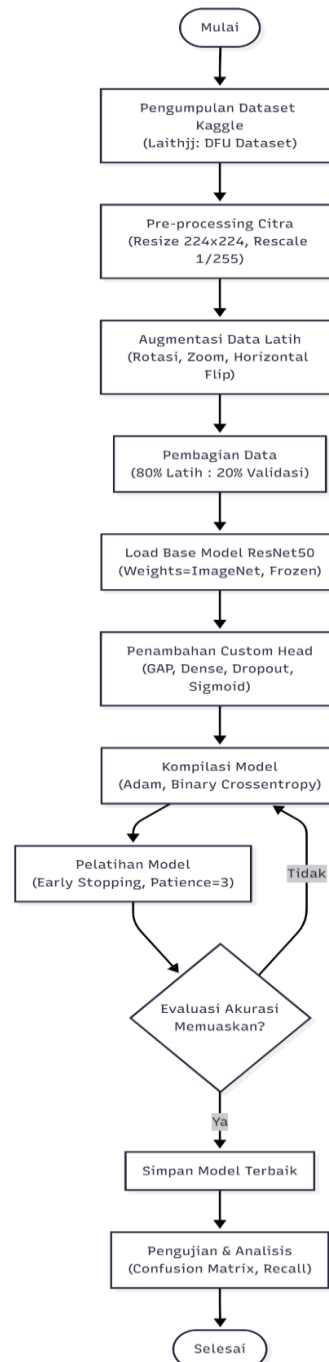 Mulai
Pengumpulan Dataset
Kaggle
(Laithjj: DFU Dataset)
Pre-processing Citra
(Resize 224x224, Rescale
1/255)
Augmentasi Data Latih
(Rotasi, Zoom, Horizontal
Flip)
Pembagian Data
(80% Latih : 20% Validasi)
Load Base Model ResNet50
(Weights=ImageNet, Frozen)
Penambahan Custom Head
(GAP, Dense, Dropout,
Sigmoid)
Kompilasi Model
(Adam, Binary Crossentropy)
Pelatihan Model
(Early Stopping, Patience=3)
Tidak
Evaluasi Akurasi
Memuaskan?
Ya
Simpan Model Terbaik
Pengujian & Analisis
(Confusion Matrix, Recall)
Selesai